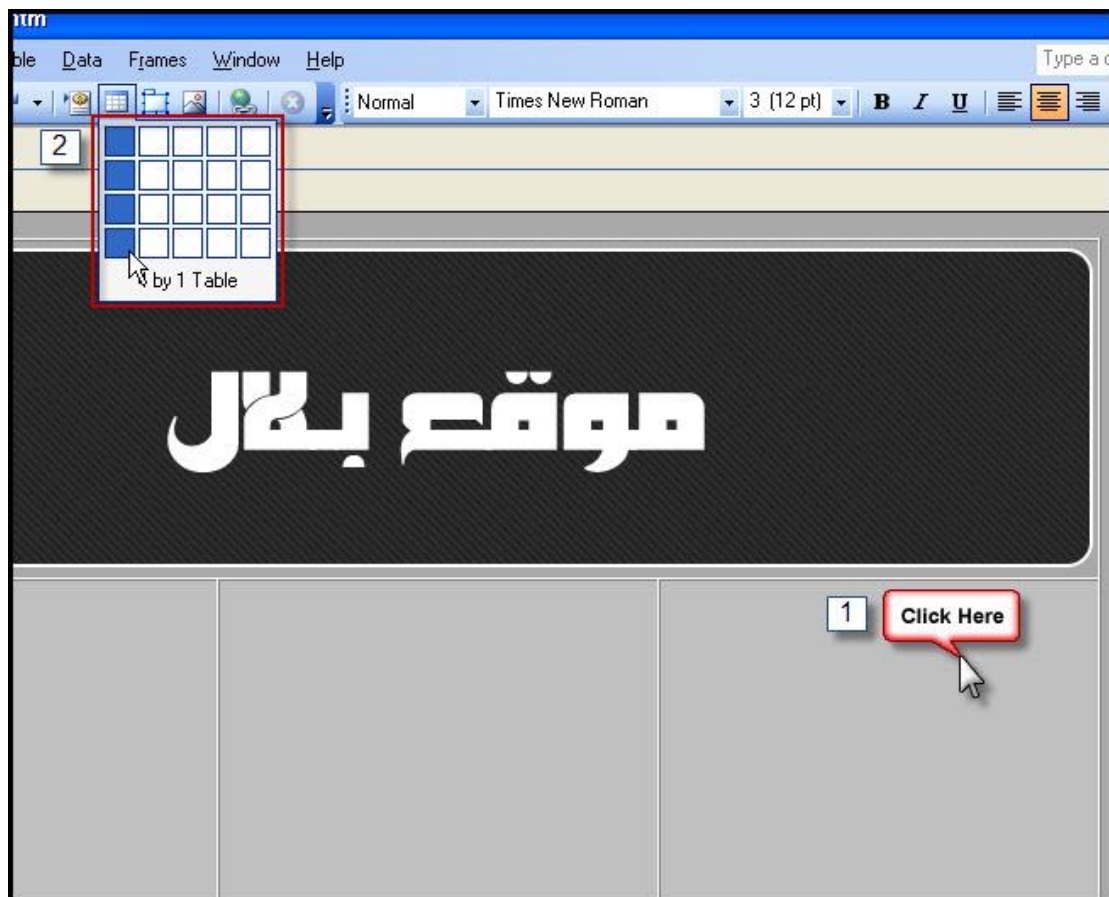 htm
ble Data Frames Window Help Type a
Normal Times New Roman 3 (12 pt) B I U
2
by 1 Table
موقع بلال
1 Click Here